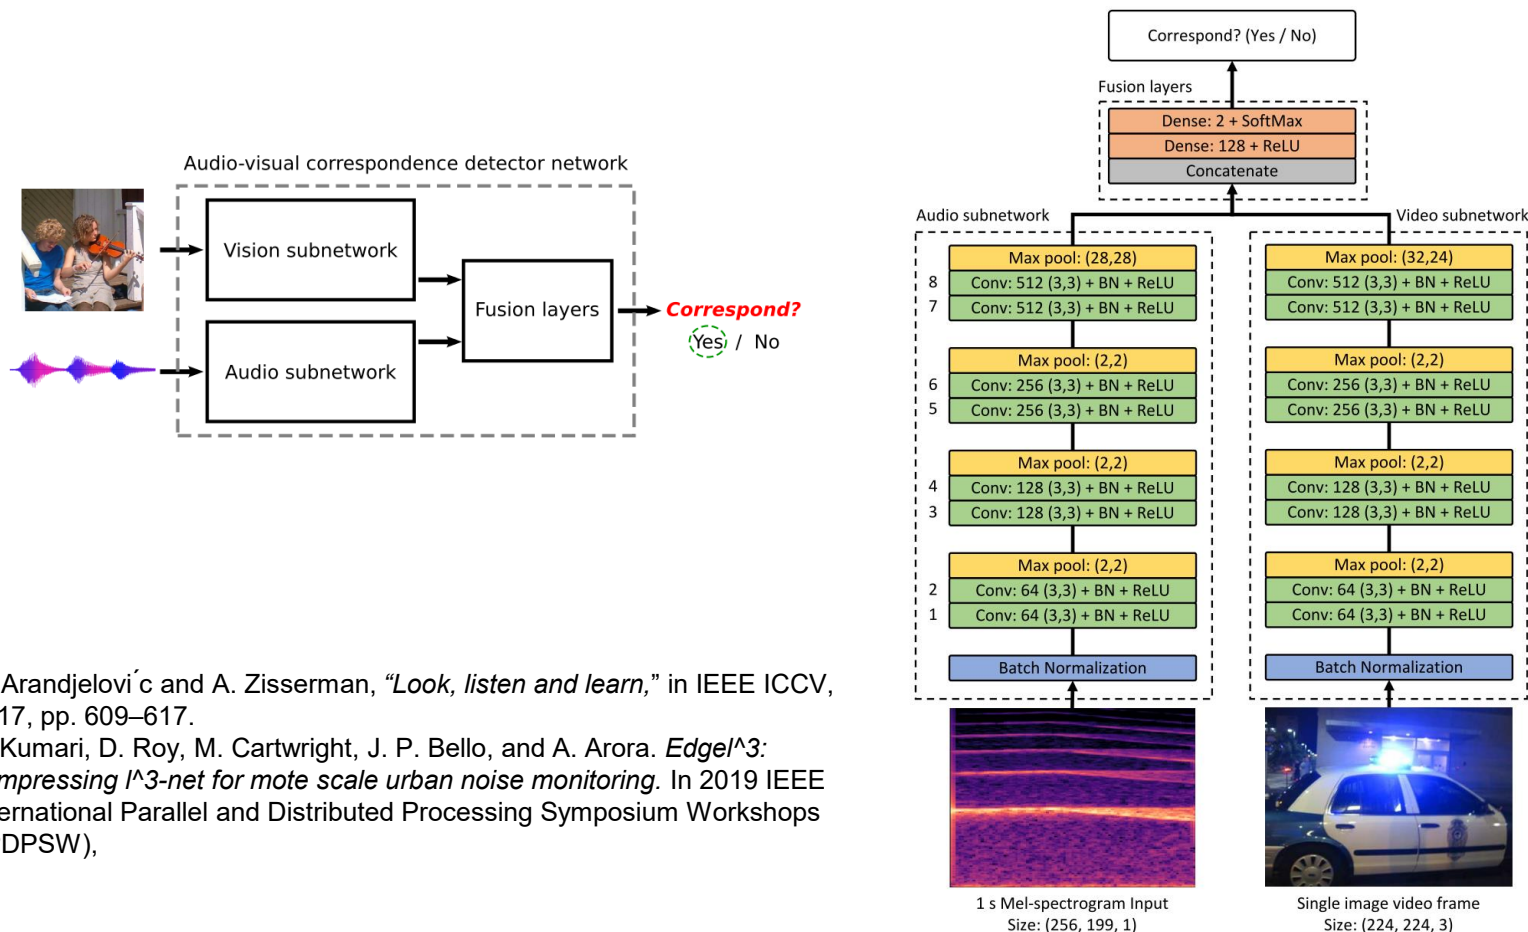 Audio-visual correspondence detector network
Vision subnetwork
Audio subnetwork
Fusion layers
Correspond?
Yes / No
Arandjelovi ́c and A. Zisserman, “Look, listen and learn,” in IEEE ICCV,
17, pp. 609–617.
Kumari, D. Roy, M. Cartwright, J. P. Bello, and A. Arora. Edgel^3:
mpressing l^3-net for mote scale urban noise monitoring. In 2019 IEEE
ernational Parallel and Distributed Processing Symposium Workshops
DPSW),
Correspond? (Yes / No)
Fusion layers
Dense: 2 + SoftMax
Dense: 128 + ReLU
Concatenate
Audio subnetwork
Max pool: (28,28)
8 Conv: 512 (3,3) + BN + ReLU
7 Conv: 512 (3,3) + BN + ReLU
Max pool: (2,2)
6 Conv: 256 (3,3) + BN + ReLU
5 Conv: 256 (3,3) + BN + ReLU
Max pool: (2,2)
4 Conv: 128 (3,3) + BN + ReLU
3 Conv: 128 (3,3) + BN + ReLU
Max pool: (2,2)
2 Conv: 64 (3,3) + BN + ReLU
1 Conv: 64 (3,3) + BN + ReLU
Batch Normalization
1 s Mel-spectrogram Input
Size: (256, 199, 1)
Video subnetwork
Max pool: (32,24)
Conv: 512 (3,3) + BN + ReLU
Conv: 512 (3,3) + BN + ReLU
Max pool: (2,2)
Conv: 256 (3,3) + BN + ReLU
Conv: 256 (3,3) + BN + ReLU
Max pool: (2,2)
Conv: 128 (3,3) + BN + ReLU
Conv: 128 (3,3) + BN + ReLU
Max pool: (2,2)
Conv: 64 (3,3) + BN + ReLU
Conv: 64 (3,3) + BN + ReLU
Batch Normalization
Single image video frame
Size: (224, 224, 3)